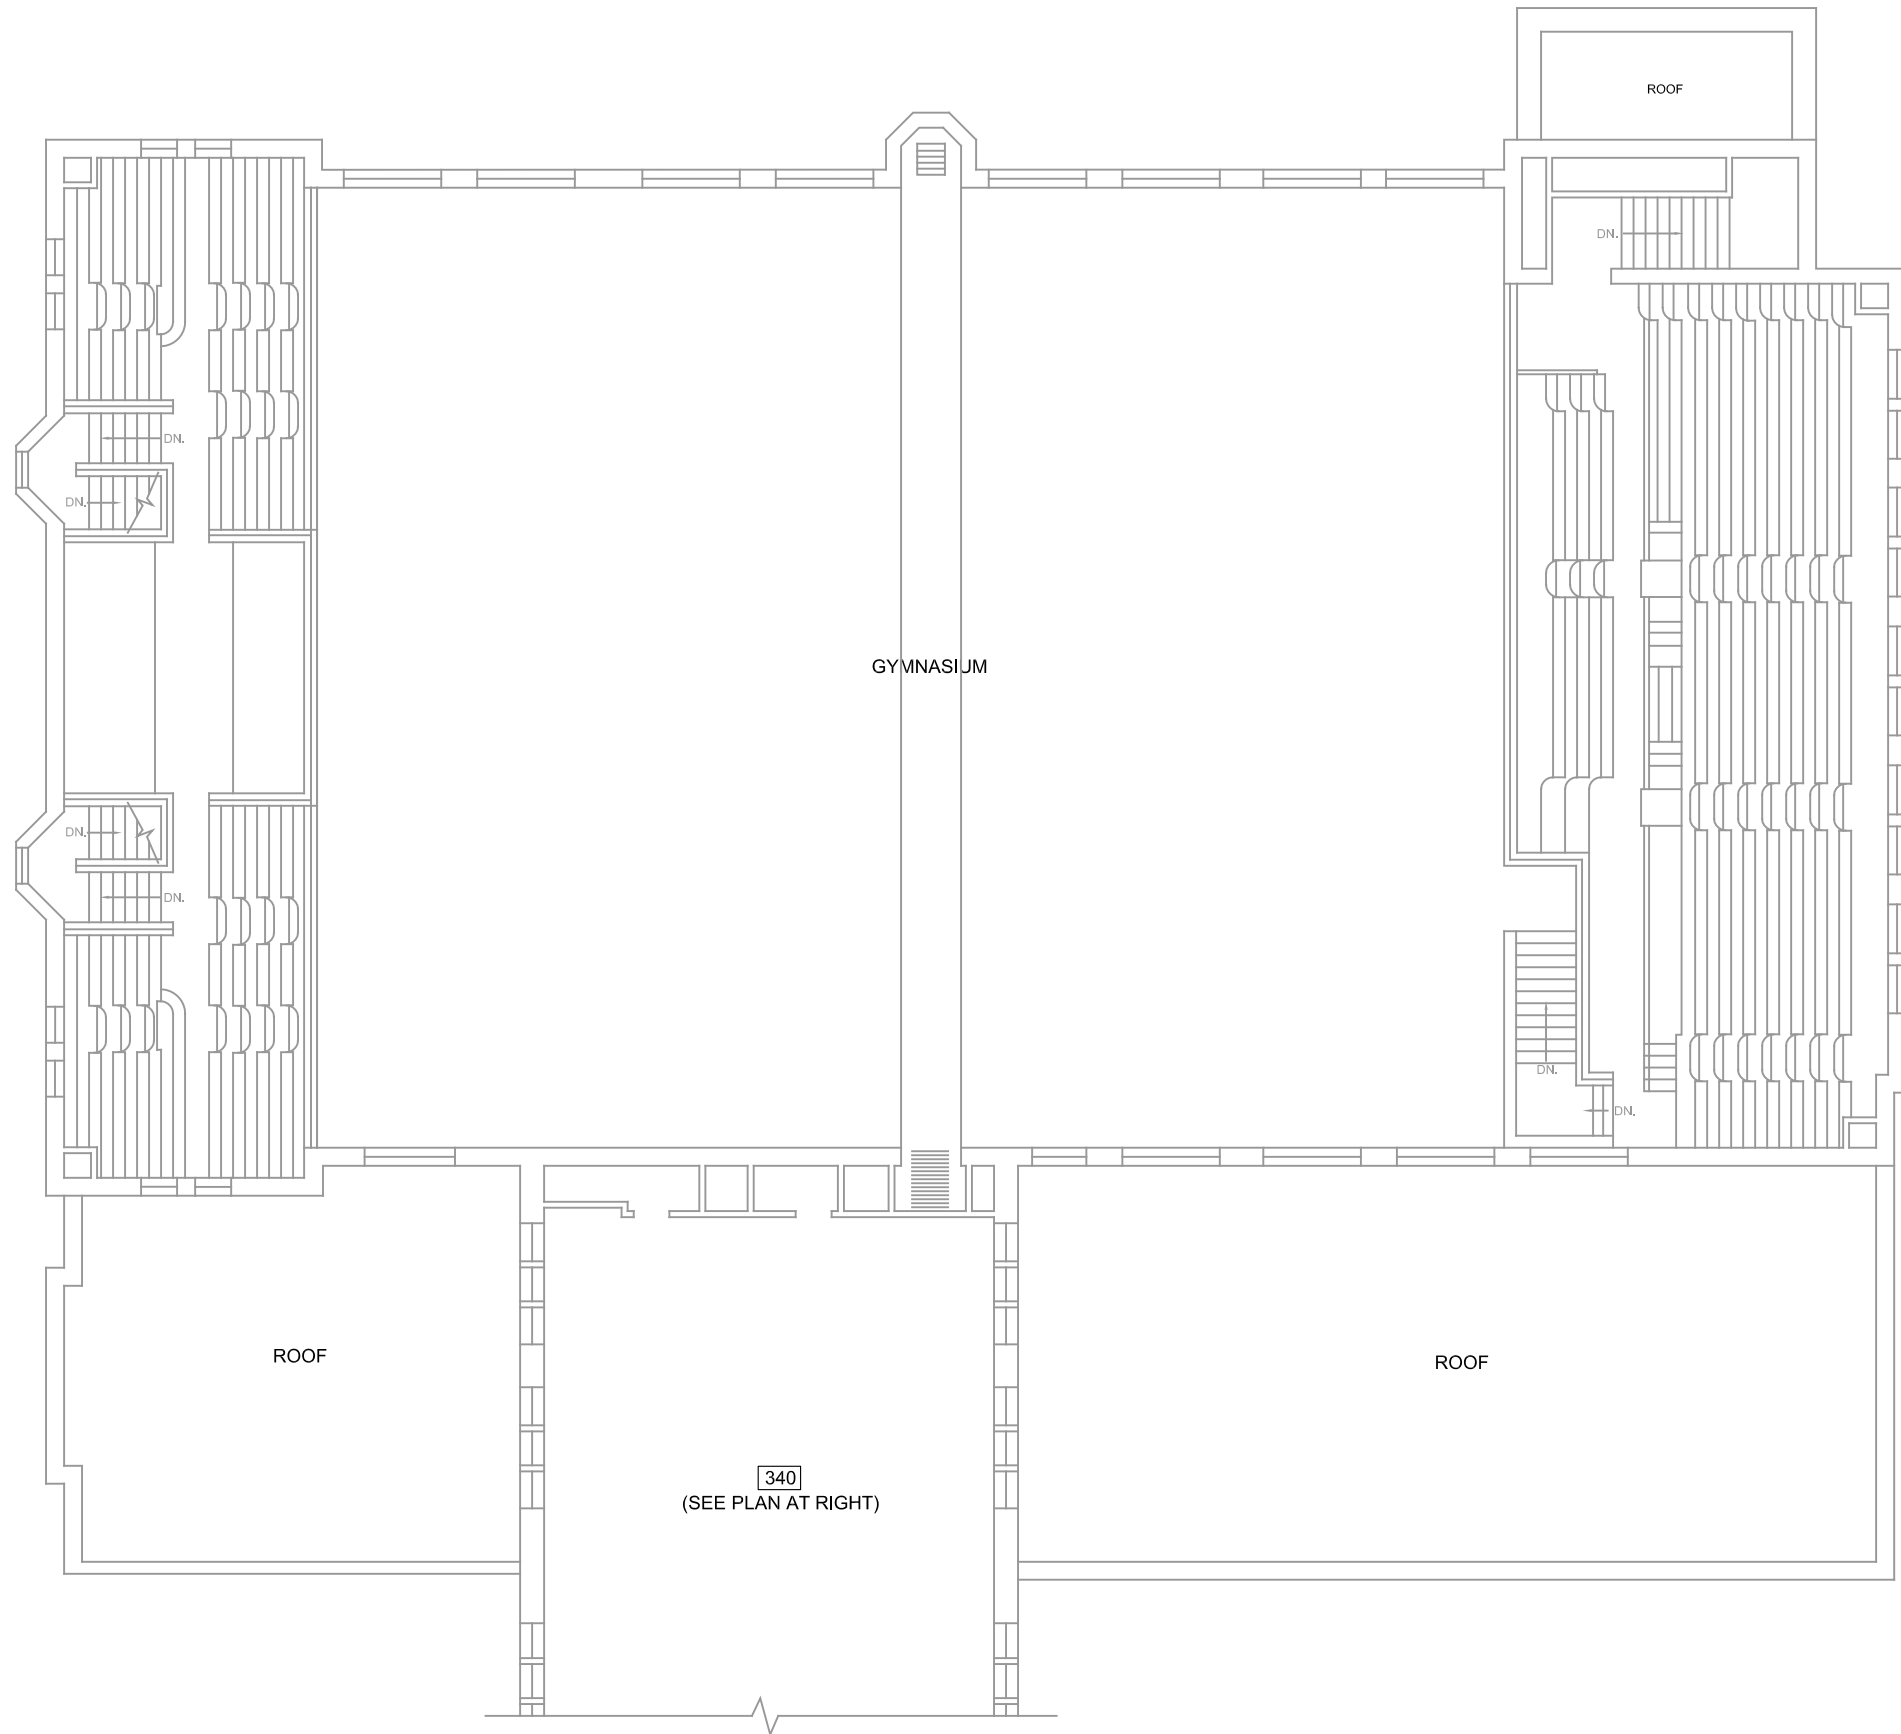 ROOF
DN.
DN.
DN.
GYMNASIUM
DN.
DN.
DN.
DN.
ROOF
ROOF
340
(SEE PLAN AT RIGHT)